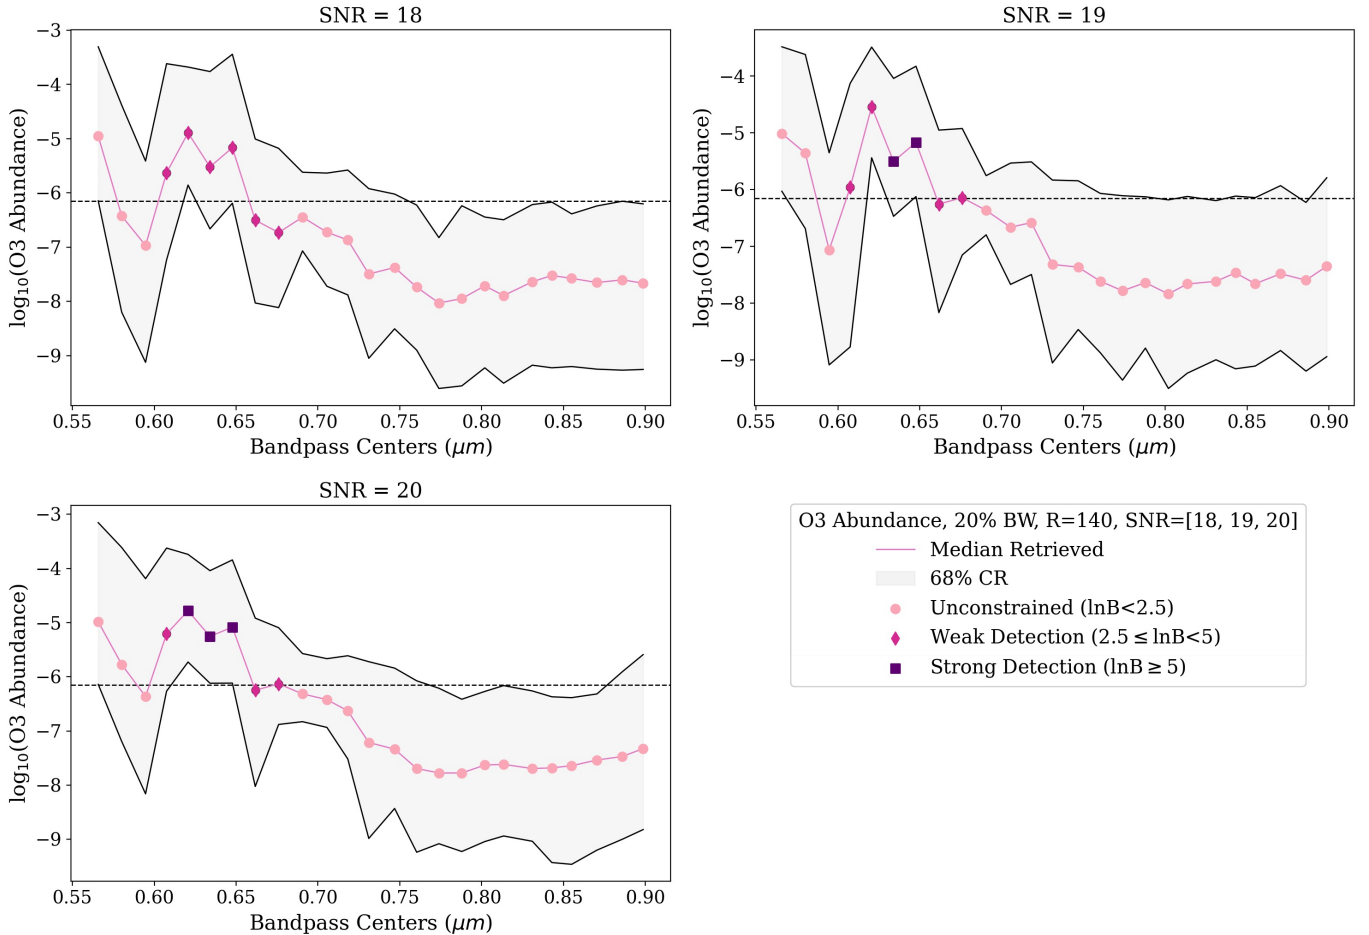 SNR = 18
−3
−4
−5
−6
−7
−8
−9
log₁₀(O3 Abundance)
0.55 0.60 0.65 0.70 0.75 0.80 0.85 0.90
Bandpass Centers (μm)
SNR = 19
−4
−5
−6
−7
−8
−9
log₁₀(O3 Abundance)
0.55 0.60 0.65 0.70 0.75 0.80 0.85 0.90
Bandpass Centers (μm)
SNR = 20
−3
−4
−5
−6
−7
−8
−9
log₁₀(O3 Abundance)
0.55 0.60 0.65 0.70 0.75 0.80 0.85 0.90
Bandpass Centers (μm)
O3 Abundance, 20% BW, R=140, SNR=[18, 19, 20]
Median Retrieved
68% CR
Unconstrained (lnB<2.5)
Weak Detection (2.5 ≤ lnB<5)
Strong Detection (lnB ≥ 5)